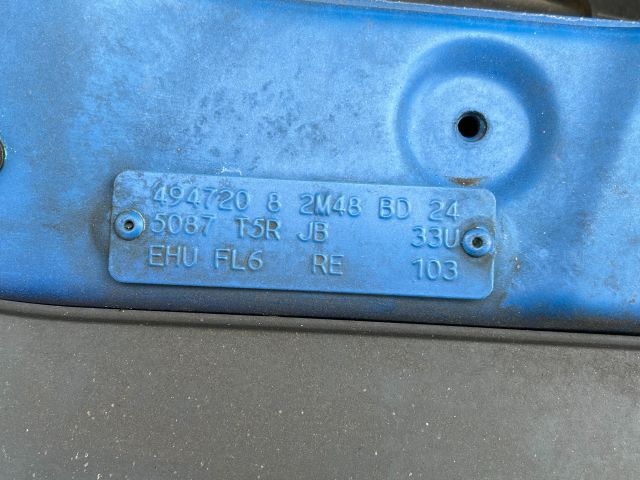 494720 8 2M48 BD 24
5087 T5R JB 33U
EHU FL6 RE 103